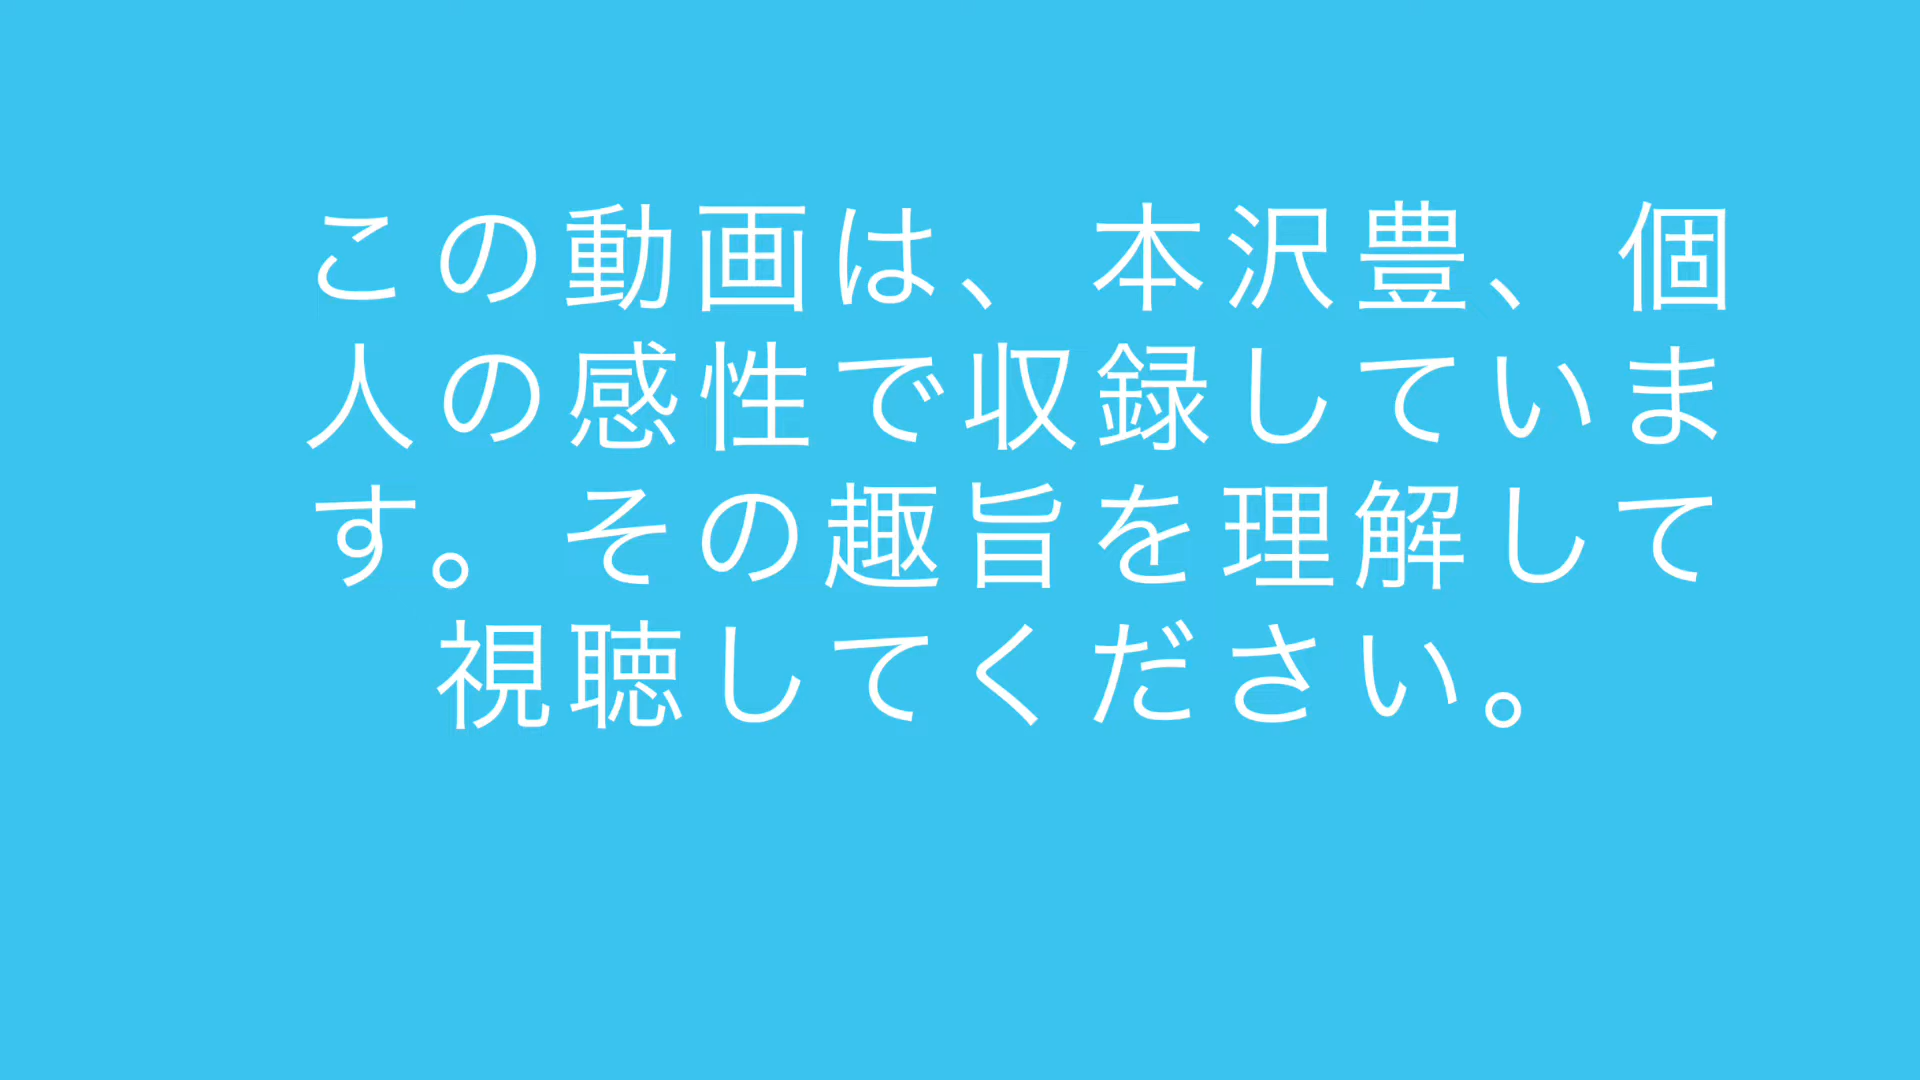 この動画は、本沢豊、個
人の感性で収録していま
す。その趣旨を理解して
視聴してください。